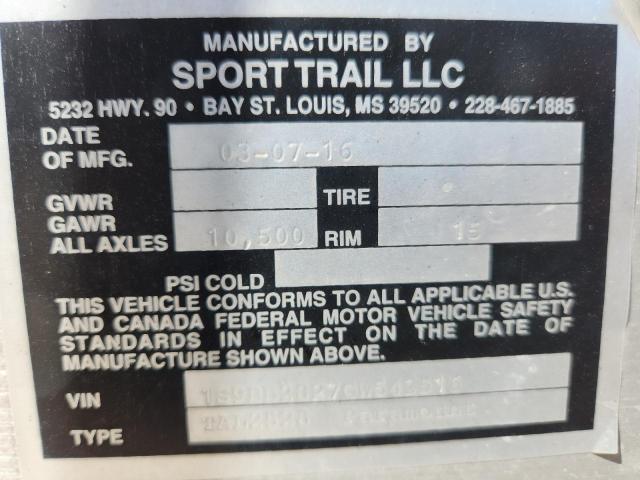 MANUFACTURED BY
SPORT TRAIL LLC
5232 HWY. 90 • BAY ST. LOUIS, MS 39520 • 228-467-1885
DATE
OF MFG. 03-07-16
GVWR TIRE
GAWR
ALL AXLES 10,500 RIM 15
PSI COLD
THIS VEHICLE CONFORMS TO ALL APPLICABLE U.S.
AND CANADA FEDERAL MOTOR VEHICLE SAFETY
STANDARDS IN EFFECT ON THE DATE OF
MANUFACTURE SHOWN ABOVE.
VIN
TYPE